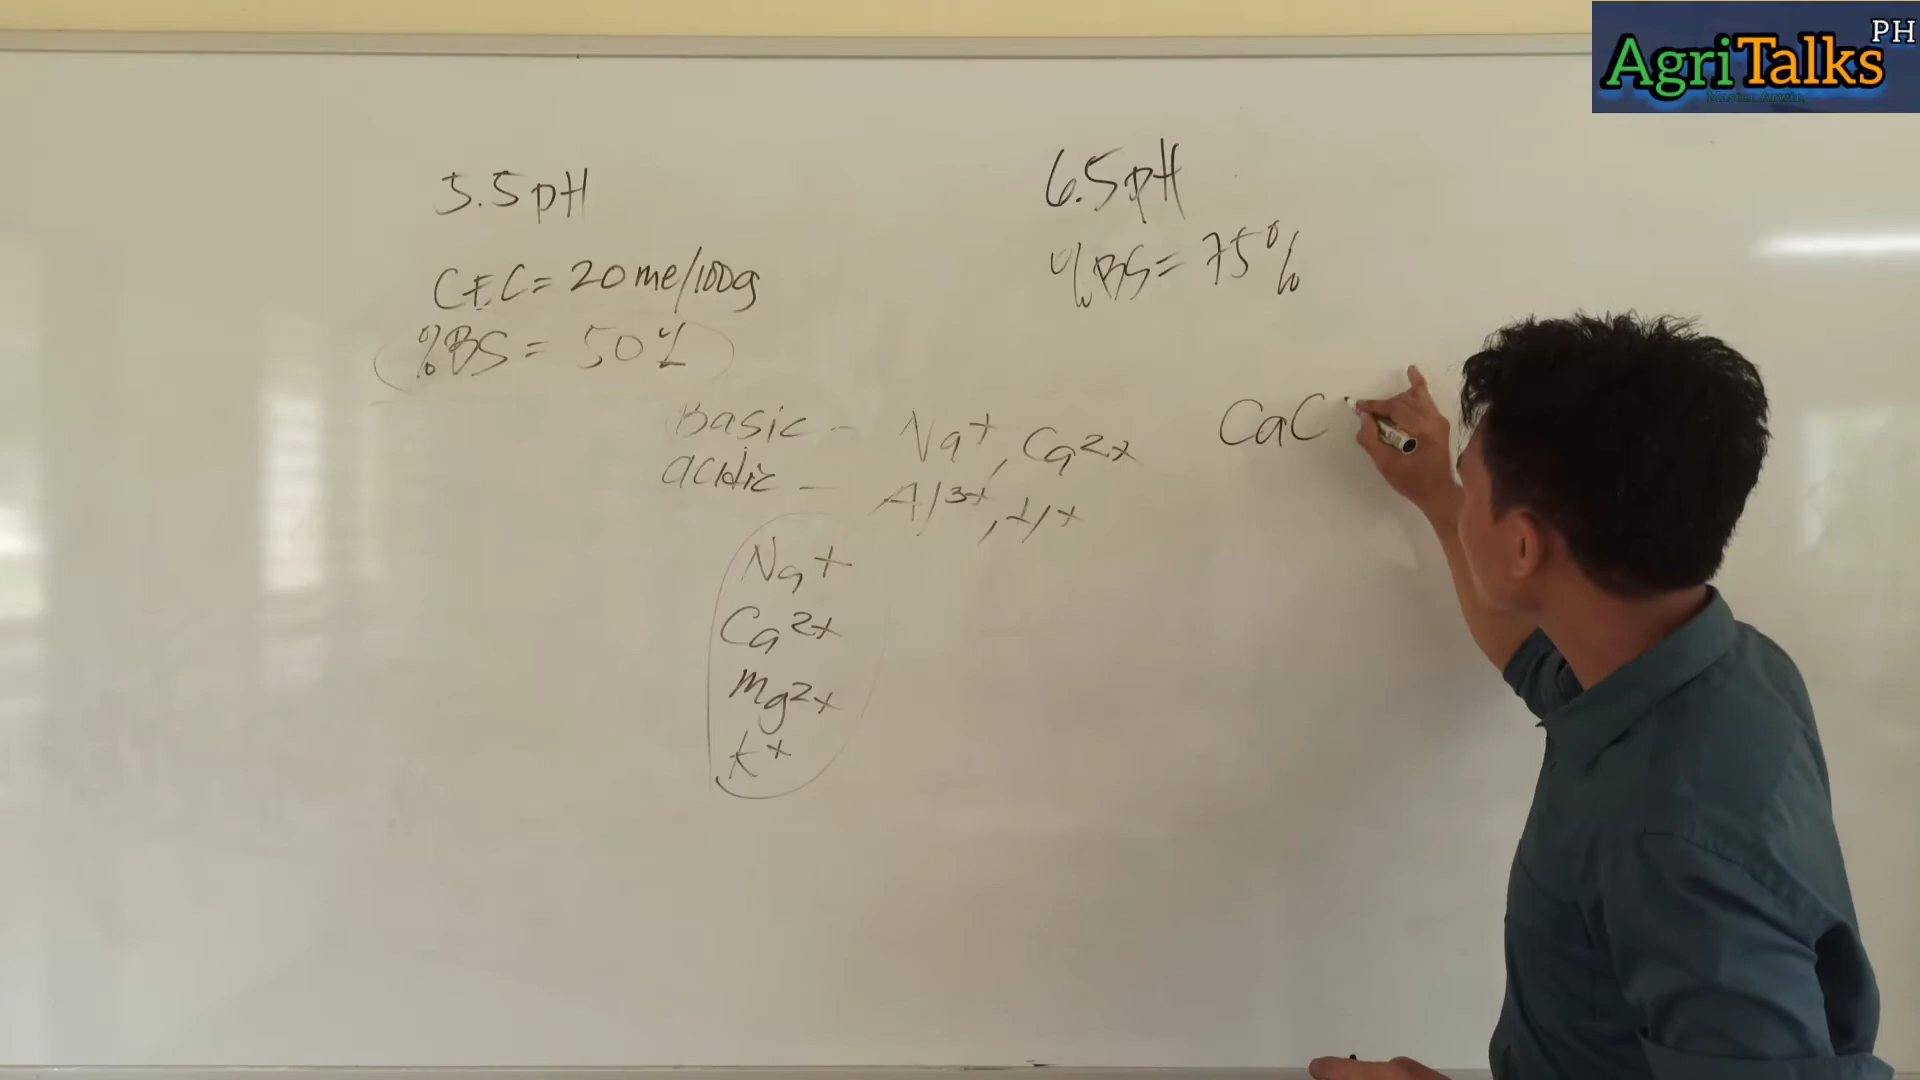 AgriTalks PH
5.5 pH
CEC = 20 me/100g
%BS = 50%
6.5 pH
%BS = 75%
Basic - Na+, Ca2+
acidic - Al3+, H+
CaC
Na+
Ca2+
Mg2+
K+